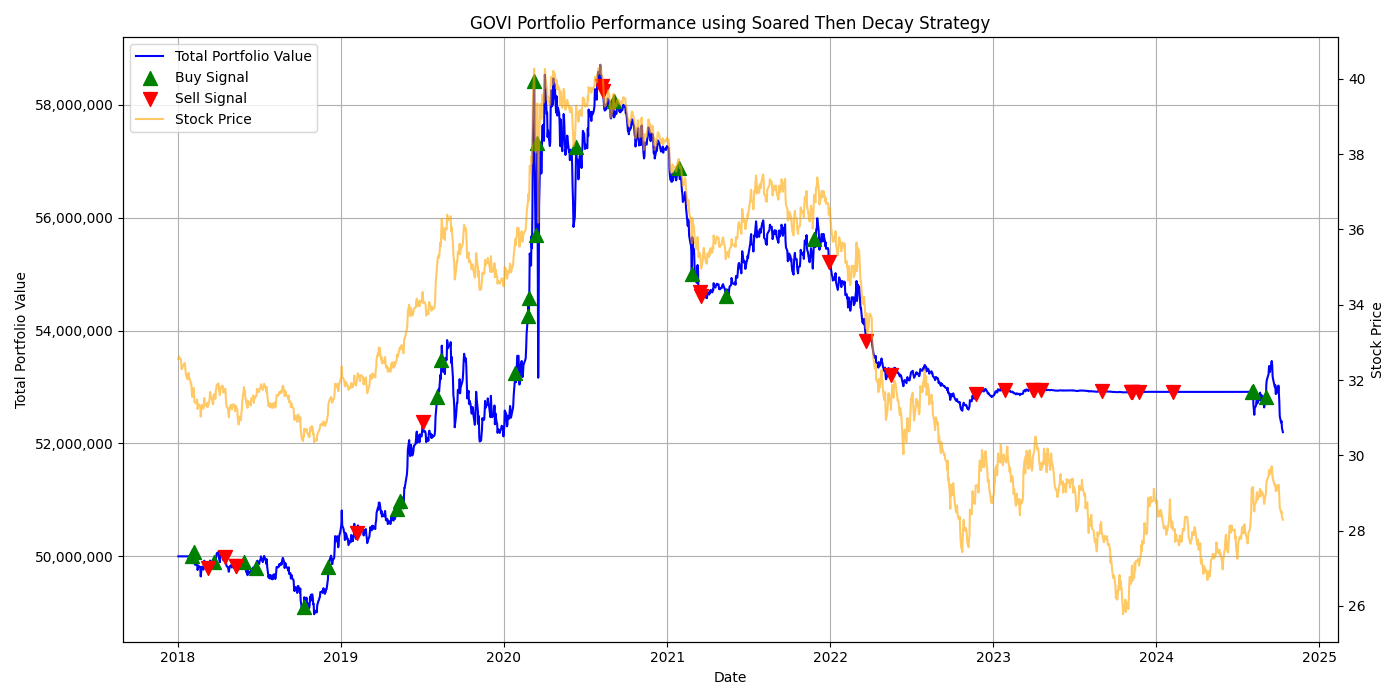 GOVI Portfolio Performance using Soared Then Decay Strategy
Total Portfolio Value
Buy Signal
Sell Signal
Stock Price
58,000,000
56,000,000
54,000,000
52,000,000
50,000,000
Total Portfolio Value
40
38
36
34
32
30
28
26
Stock Price
2018
2019
2020
2021
2022
2023
2024
2025
Date